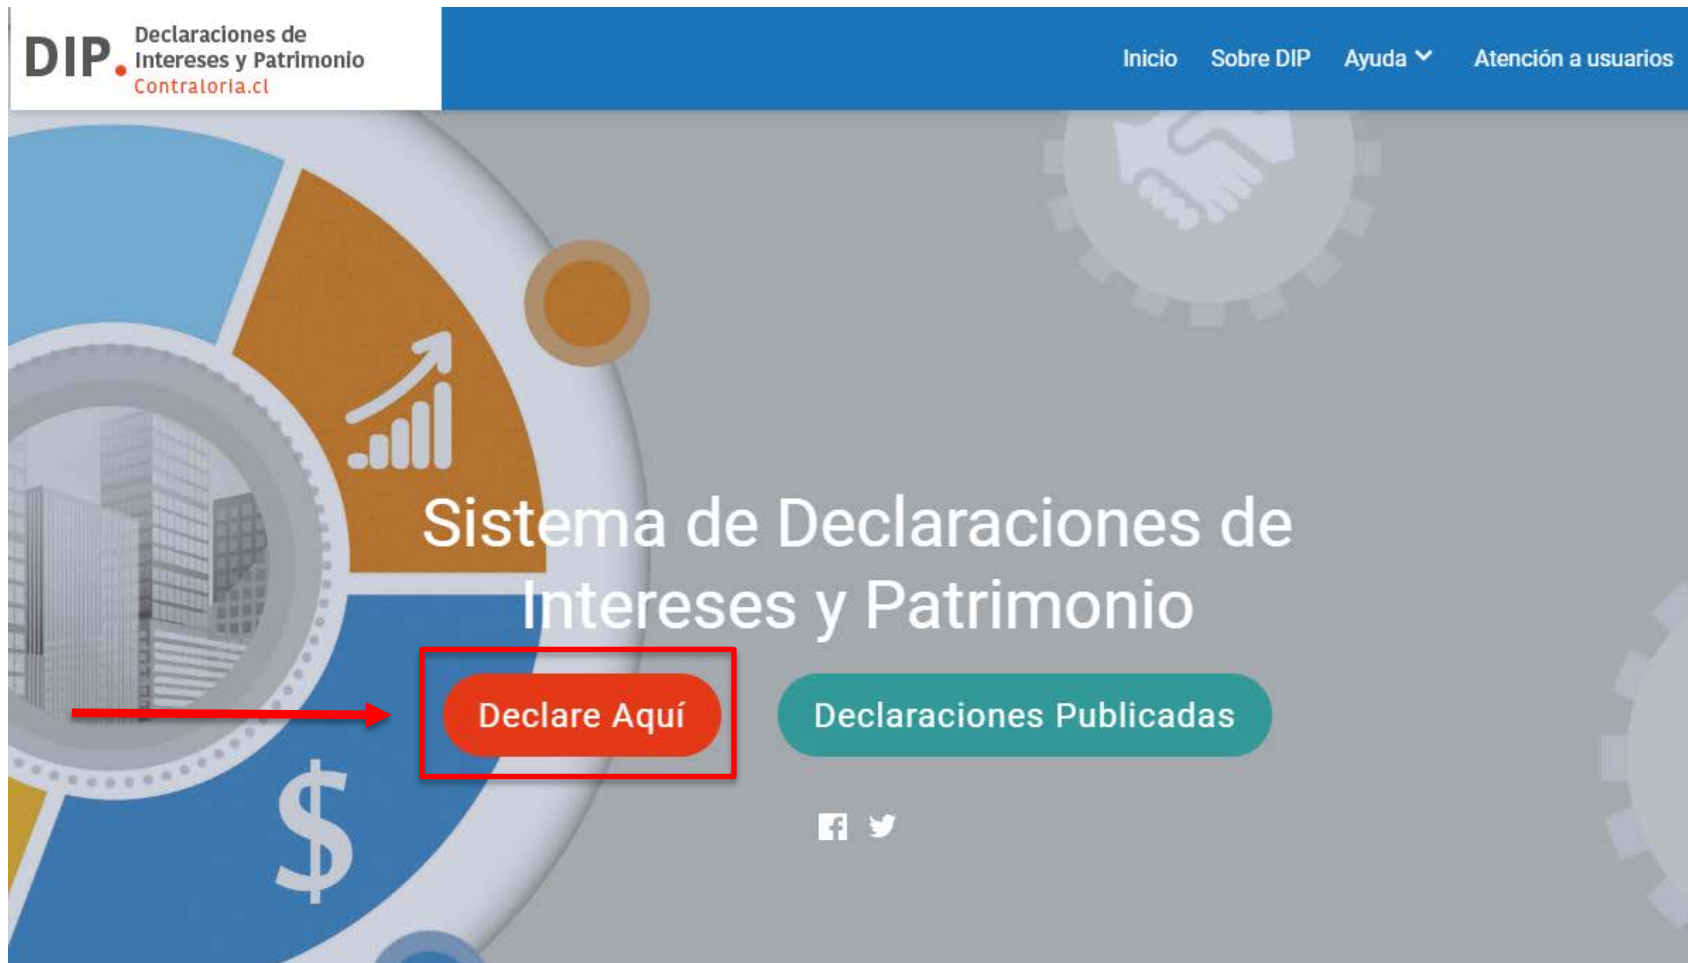 DIP.
Declaraciones de
Intereses y Patrimonio
Contraloria.cl
Inicio Sobre DIP Ayuda Atención a usuarios
Sistema de Declaraciones de
Intereses y Patrimonio
Declare Aquí Declaraciones Publicadas
$